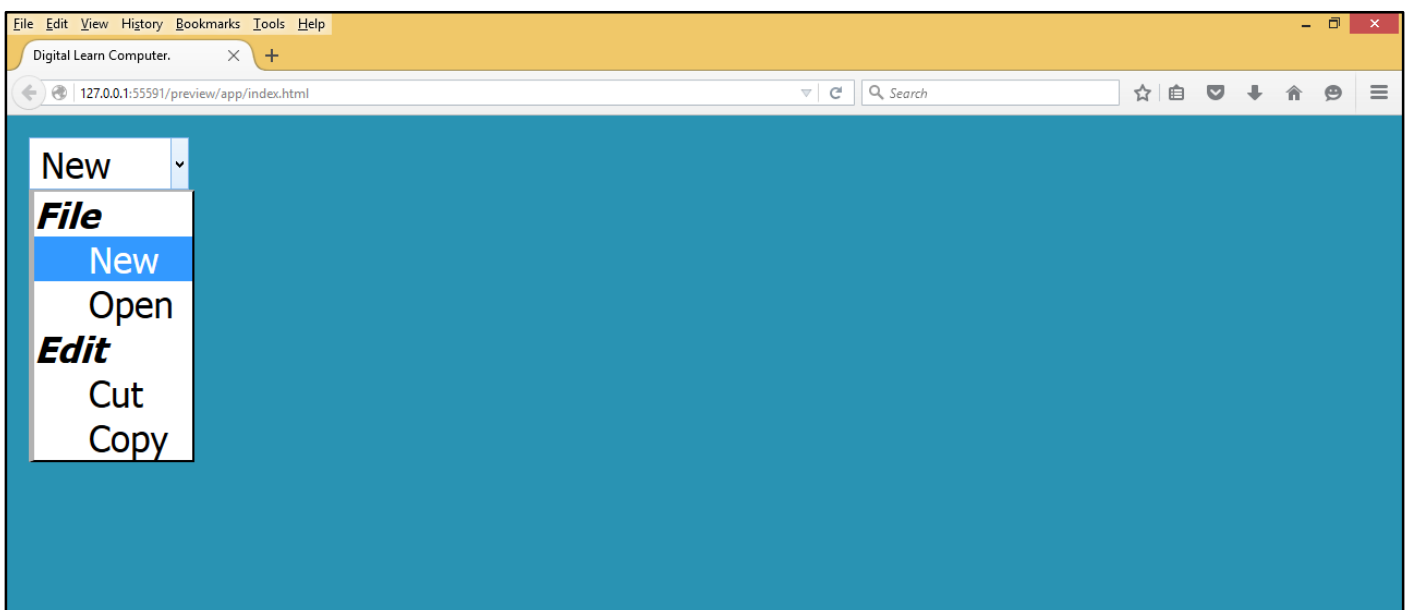 File Edit View History Bookmarks Tools Help
Digital Learn Computer.
127.0.0.1:55591/preview/app/index.html
Search
New
File
New
Open
Edit
Cut
Copy